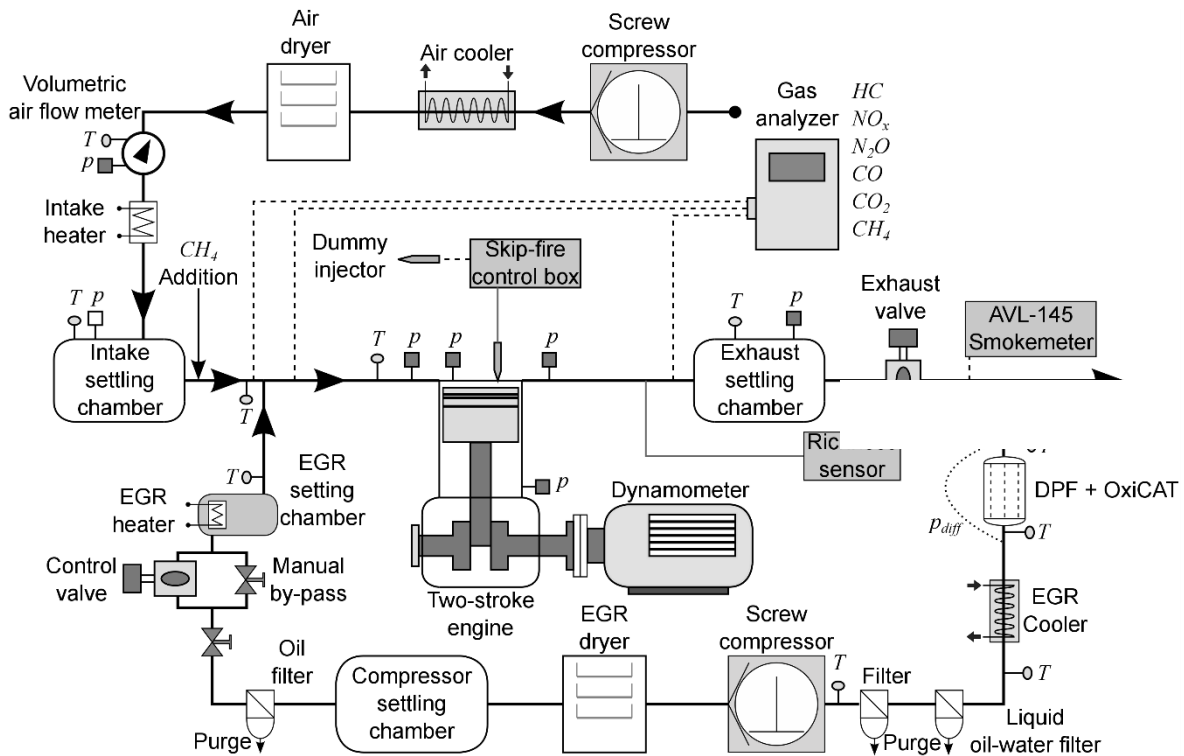 Air
dryer
Air cooler
Screw
compressor
Volumetric
air flow meter
T
p
Gas
analyzer
HC
NOx
N2O
CO
CO2
CH4
Intake
heater
CH4
Addition
Dummy
injector
Skip-fire
control box
Exhaust
valve
AVL-145
Smokemeter
T
p
Intake
settling
chamber
T
T
p
p
p
T
p
Exhaust
settling
chamber
T
EGR
setting
chamber
EGR
heater
p
Dynamometer
sensor
DPF + OxiCAT
pdiff
T
Control
valve
Manual
by-pass
Two-stroke
engine
EGR
dryer
Screw
compressor
EGR
Cooler
T
Oil
filter
Purge
Compressor
settling
chamber
T
Filter
Purge
Liquid
oil-water filter